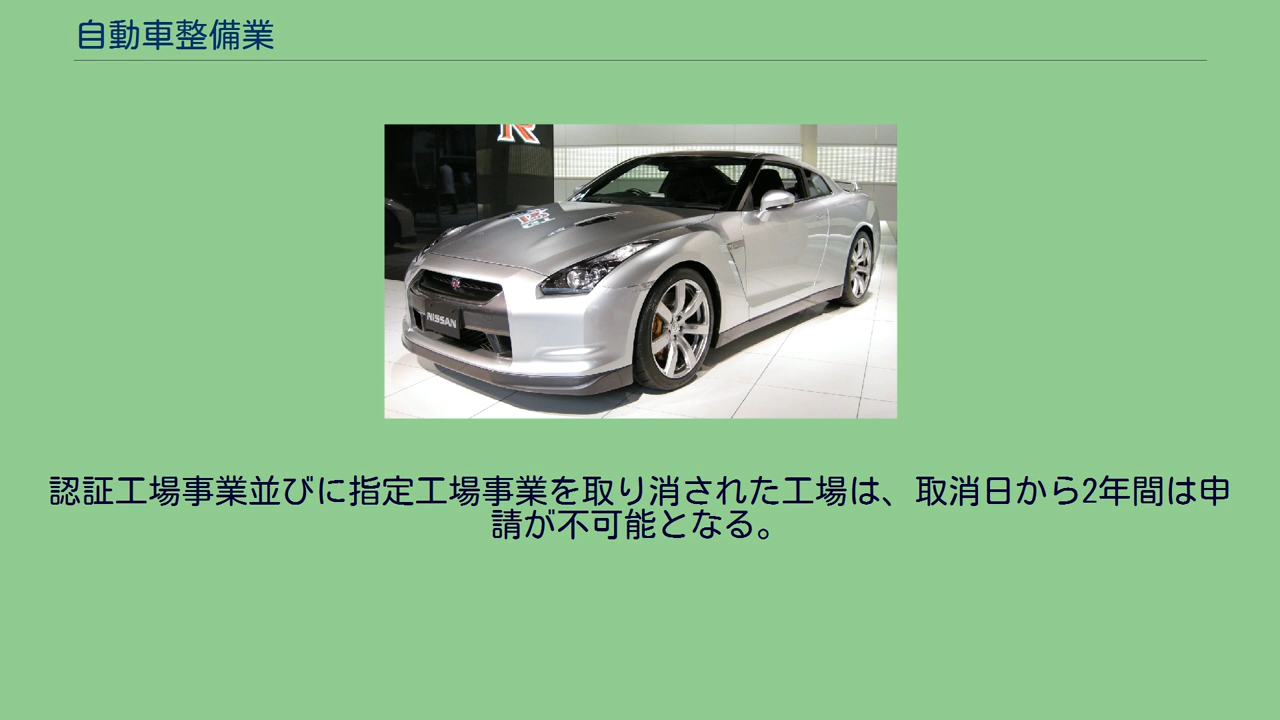 自動車整備業
R
NISSAN
認証工場事業並びに指定工場事業を取り消された工場は、取消日から2年間は申
請が不可能となる。